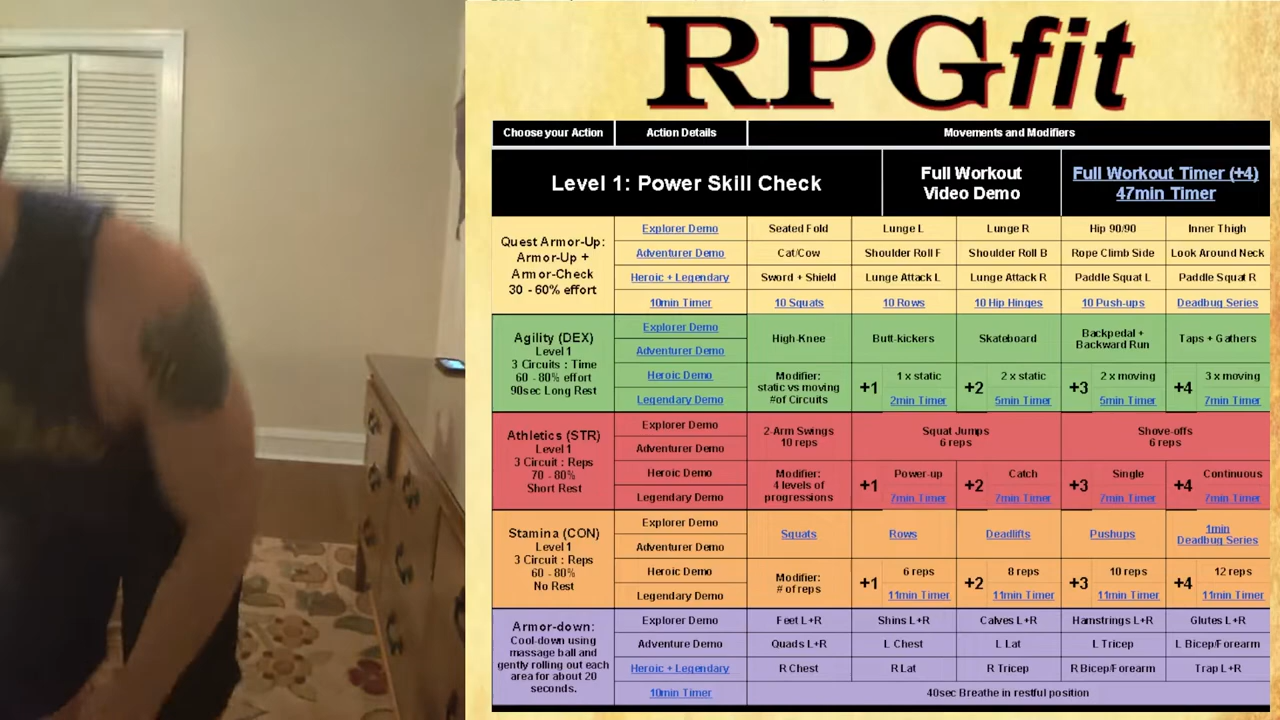 RPGfit
Choose your Action
Action Details
Movements and Modifiers
Level 1: Power Skill Check
Full Workout
Video Demo
Full Workout Timer (+4)
47min Timer
Quest Armor-Up:
Armor-Up +
Armor-Check
30 - 60% effort
Explorer Demo
Seated Fold
Lunge L
Lunge R
Hip 90/90
Inner Thigh
Adventurer Demo
Cat/Cow
Shoulder Roll F
Shoulder Roll B
Rope Climb Side
Look Around Neck
Heroic + Legendary
Sword + Shield
Lunge Attack L
Lunge Attack R
Paddle Squat L
Paddle Squat R
10min Timer
10 Squats
10 Rows
10 Hip Hinges
10 Push-ups
Deadbug Series
Agility (DEX)
Level 1
3 Circuits : Time
60 - 80% effort
90sec Long Rest
Explorer Demo
Adventurer Demo
High-Knee
Butt-kickers
Skateboard
Backpedal +
Backward Run
Taps + Gathers
Heroic Demo
Legendary Demo
Modifier:
static vs moving
#of Circuits
+1
1 x static
2min Timer
+2
2 x static
5min Timer
+3
2 x moving
5min Timer
+4
3 x moving
7min Timer
Athletics (STR)
Level 1
3 Circuit : Reps
70 - 80%
Short Rest
Explorer Demo
Adventurer Demo
2-Arm Swings
10 reps
Squat Jumps
6 reps
Shove-offs
6 reps
Heroic Demo
Legendary Demo
Modifier:
4 levels of
progressions
+1
Power-up
7min Timer
+2
Catch
7min Timer
+3
Single
7min Timer
+4
Continuous
7min Timer
Stamina (CON)
Level 1
3 Circuit : Reps
60 - 80%
No Rest
Explorer Demo
Adventurer Demo
Squats
Rows
Deadlifts
Pushups
1min
Deadbug Series
Heroic Demo
Legendary Demo
Modifier:
# of reps
+1
6 reps
11min Timer
+2
8 reps
11min Timer
+3
10 reps
11min Timer
+4
12 reps
11min Timer
Armor-down:
Cool-down using
massage ball and
gently rolling out each
area for about 20
seconds.
Explorer Demo
Feet L+R
Shins L+R
Calves L+R
Hamstrings L+R
Glutes L+R
Adventure Demo
Quads L+R
L Chest
L Lat
L Tricep
L Bicep/Forearm
Heroic + Legendary
R Chest
R Lat
R Tricep
R Bicep/Forearm
Trap L+R
10min Timer
40sec Breathe in restful position